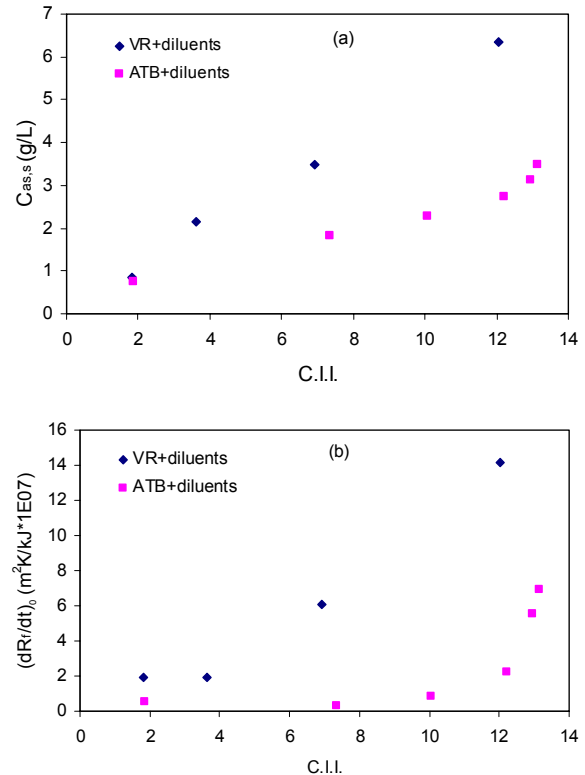 7
(a)
VR+diluents
6
ATB+diluents
5
4
3
2
1
0
Cas,s (g/L)
0 2 4 6 8 10 12 14
C.I.I.
16
(b)
VR+diluents
14
ATB+diluents
12
10
8
6
4
2
0
(dRf/dt)0 (m²K/kJ*1E07)
0 2 4 6 8 10 12 14
C.I.I.